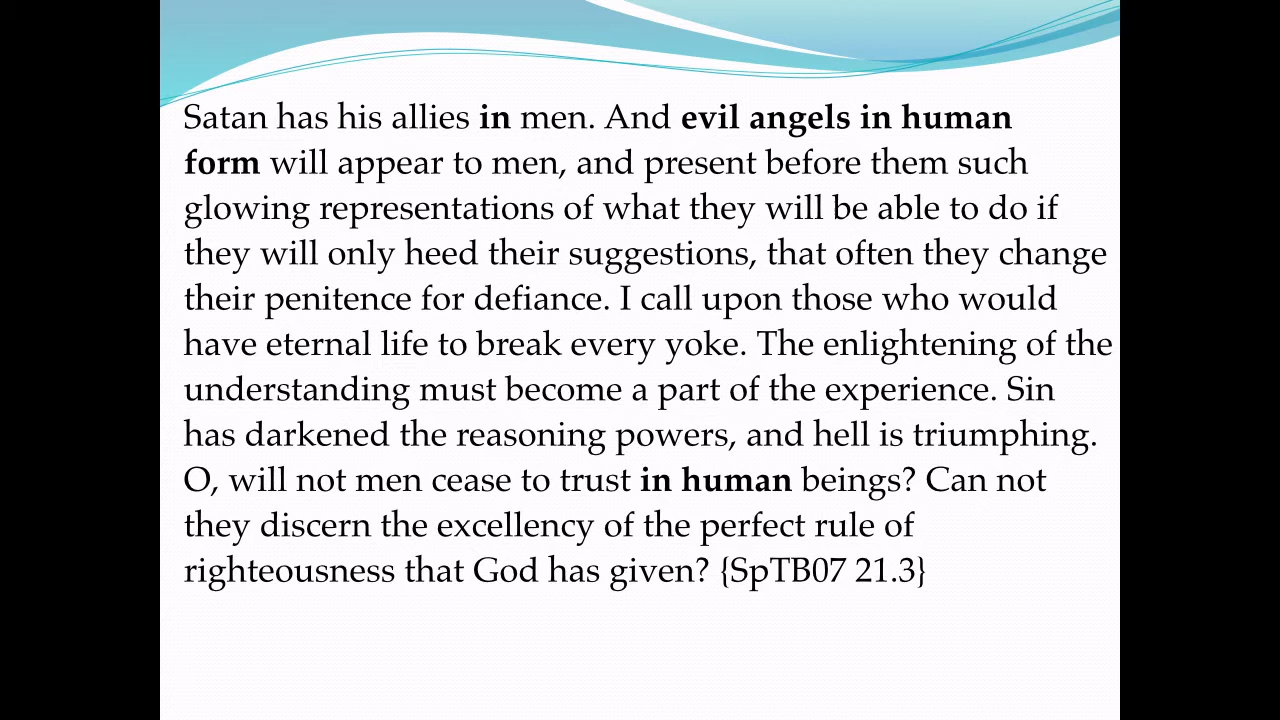 Satan has his allies in men. And evil angels in human
form will appear to men, and present before them such
glowing representations of what they will be able to do if
they will only heed their suggestions, that often they change
their penitence for defiance. I call upon those who would
have eternal life to break every yoke. The enlightening of the
understanding must become a part of the experience. Sin
has darkened the reasoning powers, and hell is triumphing.
O, will not men cease to trust in human beings? Can not
they discern the excellency of the perfect rule of
righteousness that God has given? {SpTB07 21.3}